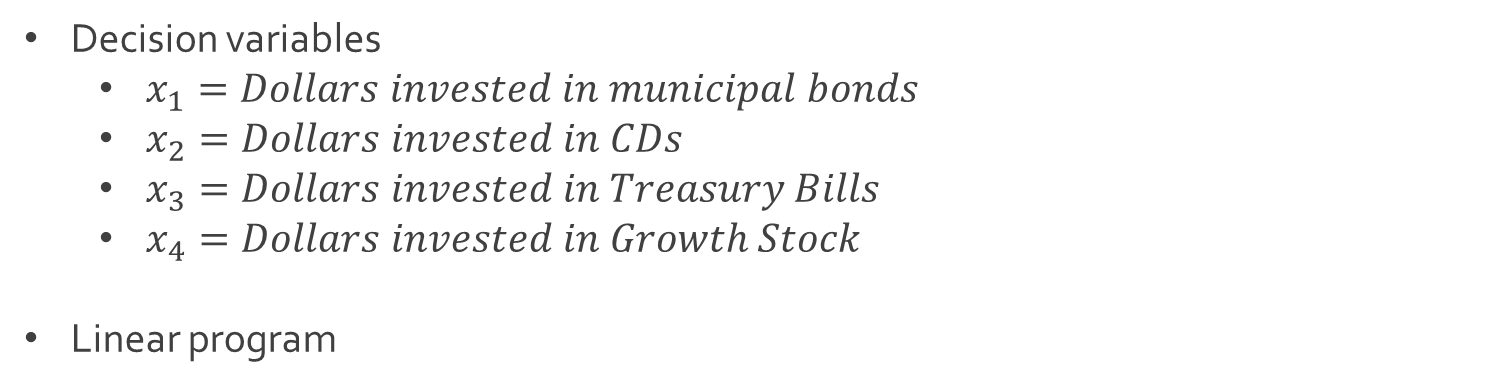 • Decision variables
• x₁ = Dollars invested in municipal bonds
• x₂ = Dollars invested in CDs
• x₃ = Dollars invested in Treasury Bills
• x₄ = Dollars invested in Growth Stock
• Linear program